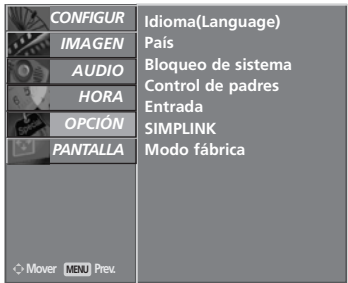 CONFIGUR
IMAGEN
AUDIO
HORA
OPCIÓN
PANTALLA
Idioma(Language)
País
Bloqueo de sistema
Control de padres
Entrada
SIMPLINK
Modo fábrica
Mover MENU Prev.